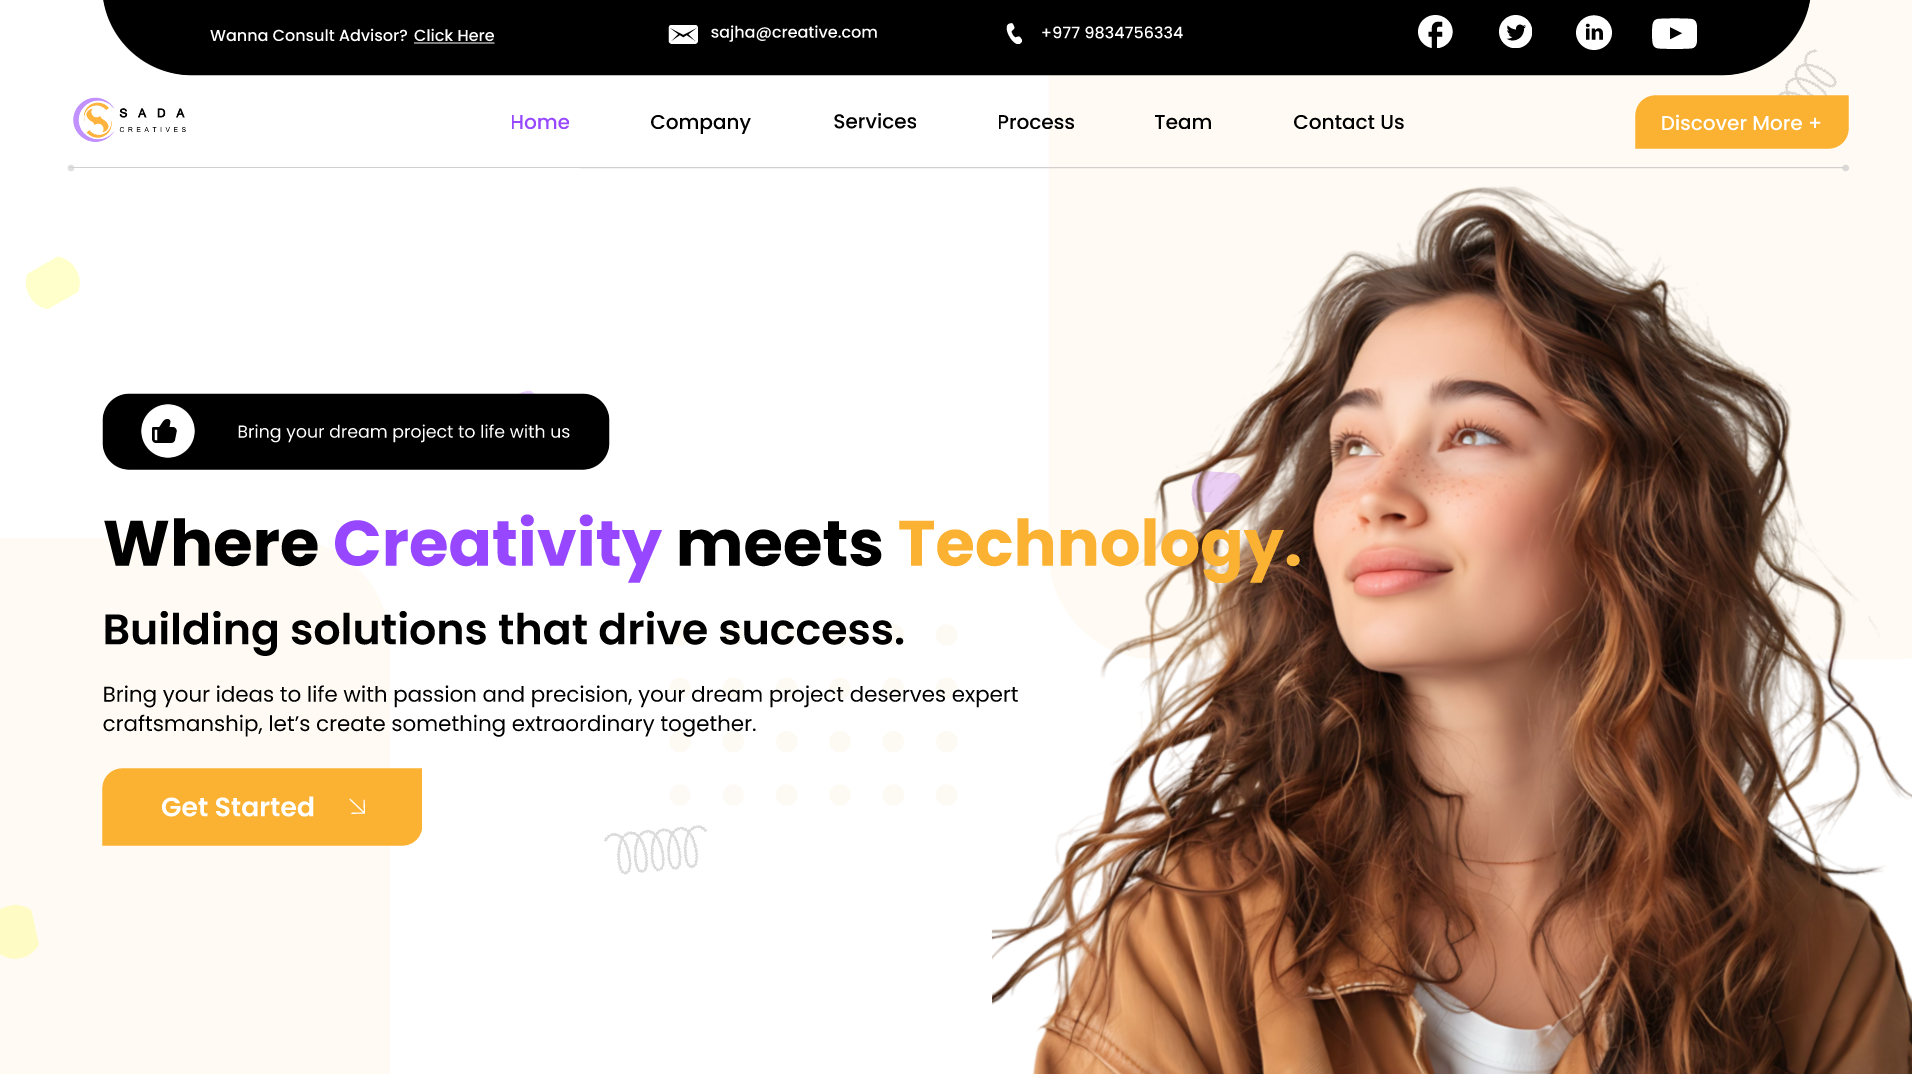 Wanna Consult Advisor? Click Here
sajha@creative.com
+977 9834756334
SADA
CREATIVES
Home
Company
Services
Process
Team
Contact Us
Discover More +
Bring your dream project to life with us
Where Creativity meets Technology.
Building solutions that drive success.
Bring your ideas to life with passion and precision, your dream project deserves expert
craftsmanship, let’s create something extraordinary together.
Get Started